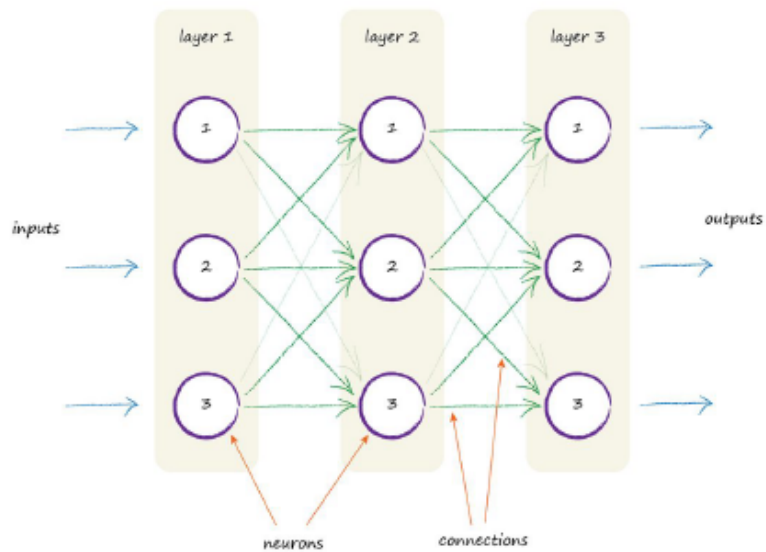 layer 1
layer 2
layer 3
1
1
1
inputs
outputs
2
2
2
3
3
3
neurons
connections